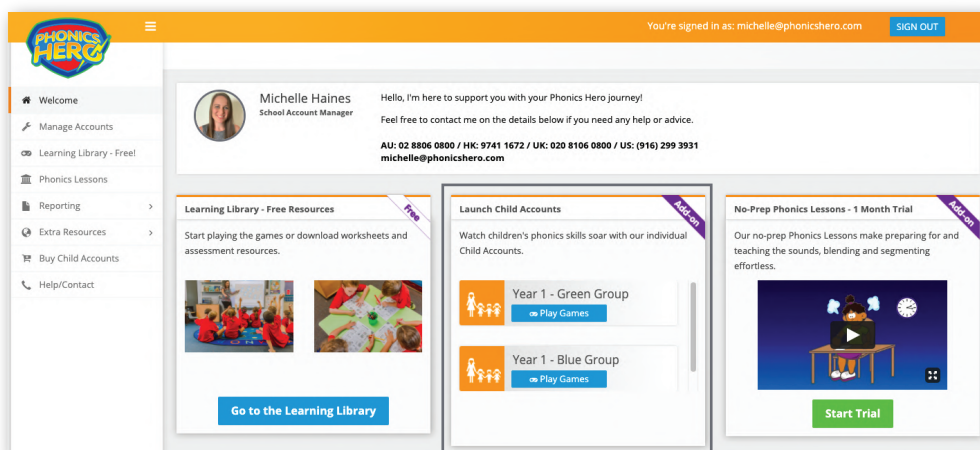 PHONICS
HERO
You're signed in as: michelle@phonicshero.com
SIGN OUT
Welcome
Manage Accounts
Learning Library - Free!
Phonics Lessons
Reporting
Extra Resources
Buy Child Accounts
Help/Contact
Michelle Haines
School Account Manager
Hello, I'm here to support you with your Phonics Hero journey!
Feel free to contact me on the details below if you need any help or advice.
AU: 02 8806 0800 / HK: 9741 1672 / UK: 020 8106 0800 / US: (916) 299 3931
michelle@phonicshero.com
Learning Library - Free Resources
Free
Start playing the games or download worksheets and
assessment resources.
Go to the Learning Library
Launch Child Accounts
Add-on
Watch children's phonics skills soar with our individual
Child Accounts.
Year 1 - Green Group
Play Games
Year 1 - Blue Group
Play Games
No-Prep Phonics Lessons - 1 Month Trial
Add-on
Our no-prep Phonics Lessons make preparing for and
teaching the sounds, blending and segmenting
effortless.
Start Trial